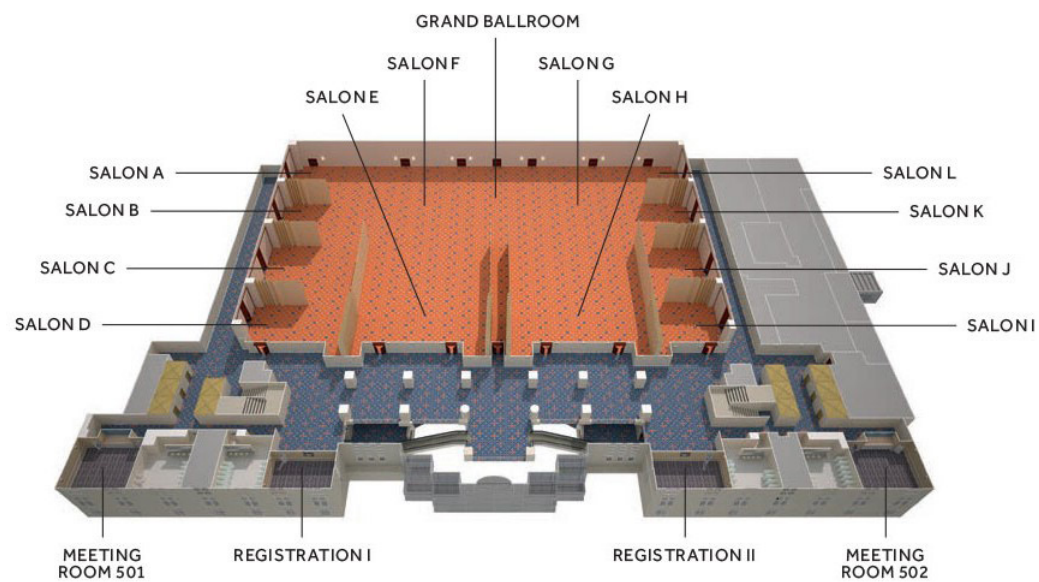 GRAND BALLROOM
SALON F
SALON G
SALON E
SALON H
SALON A
SALON L
SALON B
SALON K
SALON C
SALON J
SALON D
SALON I
MEETING
ROOM 501
REGISTRATION I
REGISTRATION II
MEETING
ROOM 502